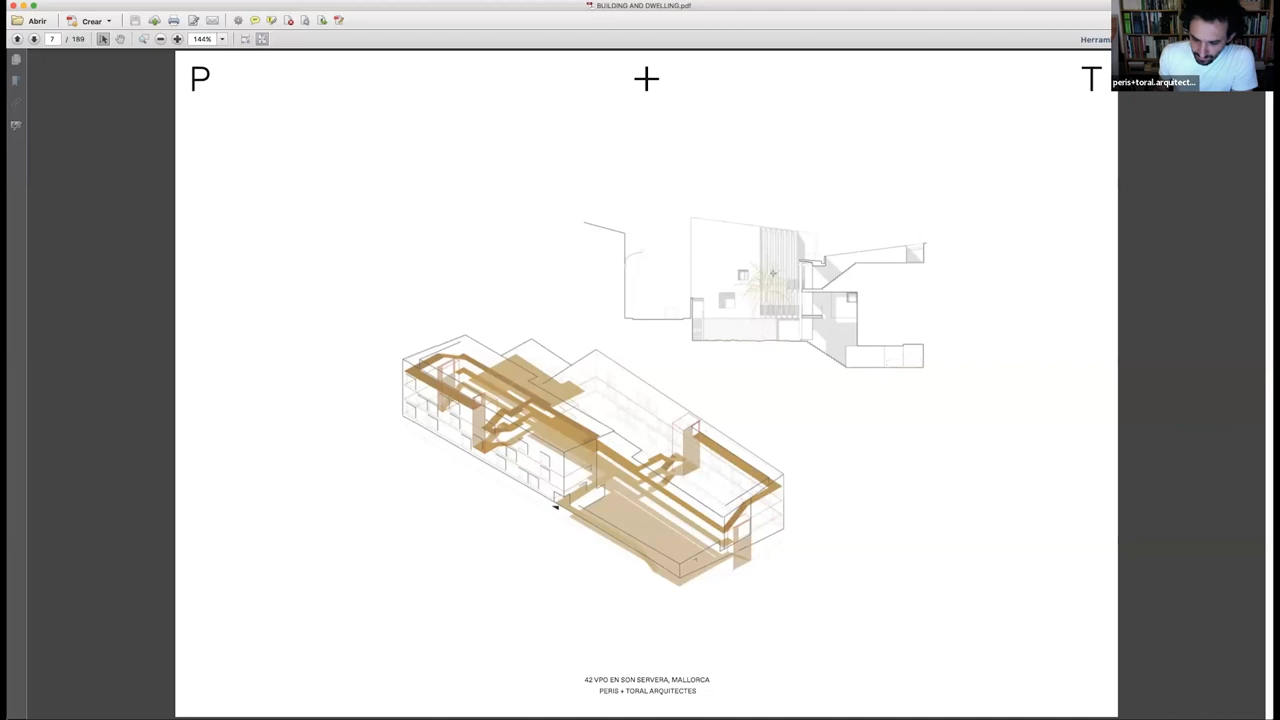 BUILDING AND DWELLING.pdf
Abrir
Crear
7 / 189
144%
Herram
P + T
peris+toral.arquitect...
42 VPO EN SON SERVERA, MALLORCA
PERIS + TORAL ARQUITECTES